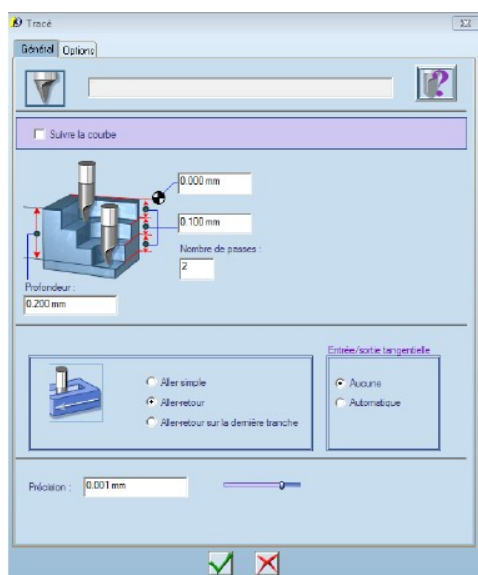 Tracé
Général Options
?
Suivre la courbe
0.000 mm
0.100 mm
Nombre de passes :
2
Profondeur :
0.200 mm
Entrée/sortie tangentielle
Aller simple
Aucune
Aller-retour
Automatique
Aller-retour sur la dernière tranche
Précision : 0.001 mm